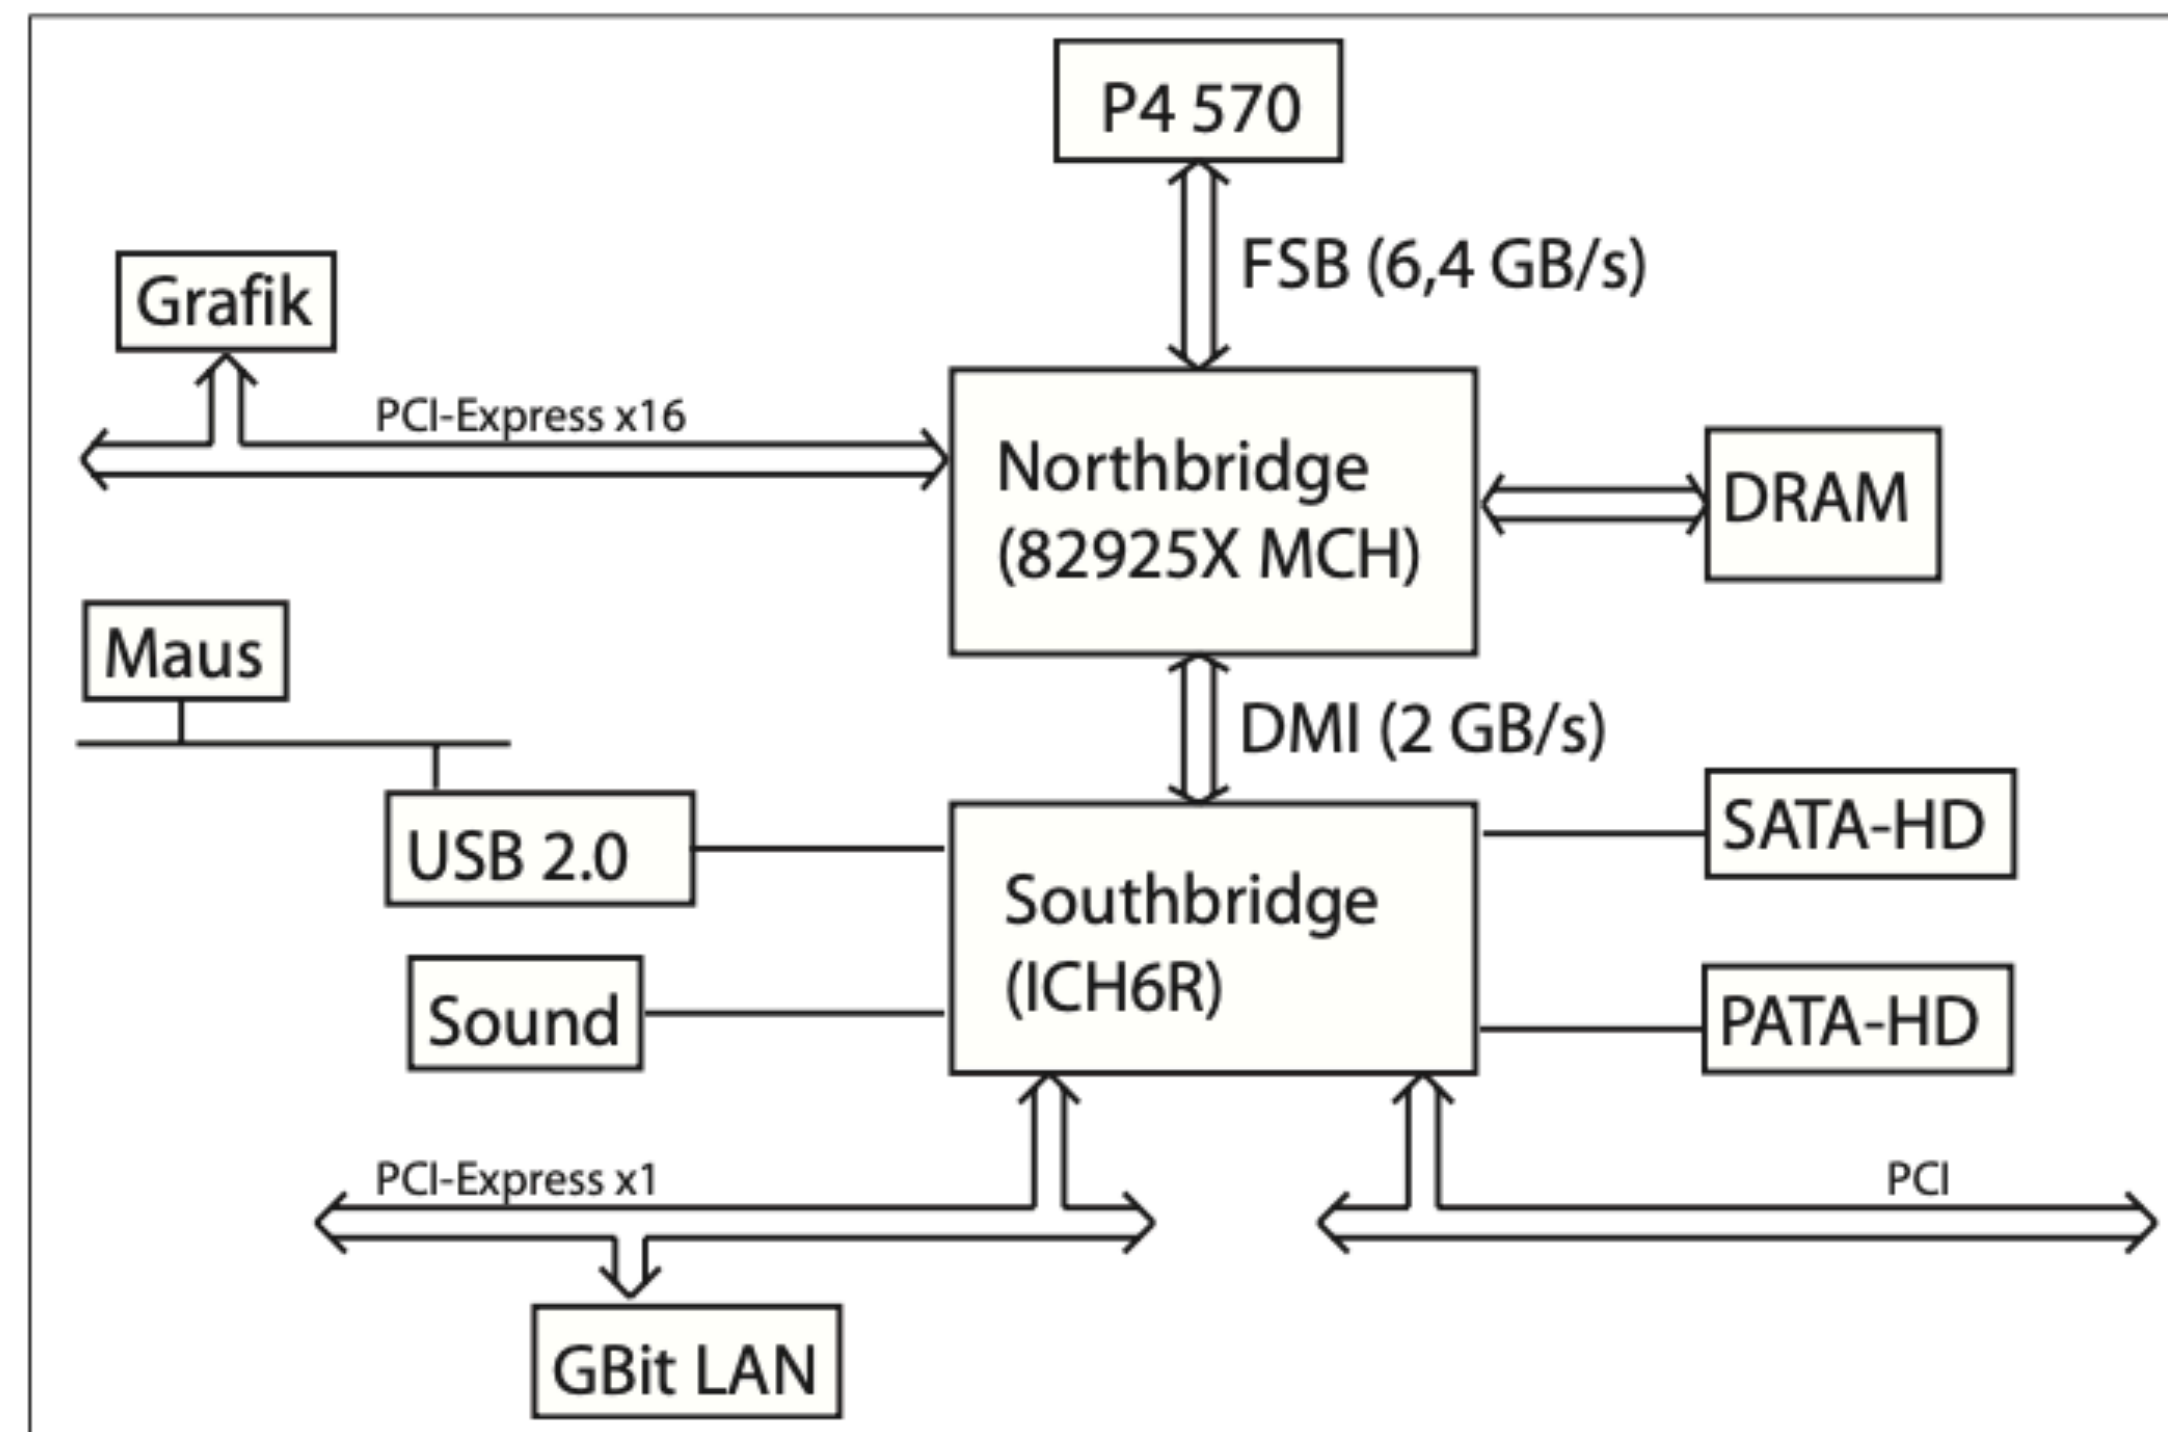 P4 570
FSB (6,4 GB/s)
Grafik
PCI-Express x16
Northbridge
(82925X MCH)
DRAM
Maus
DMI (2 GB/s)
USB 2.0
SATA-HD
Southbridge
(ICH6R)
Sound
PATA-HD
PCI-Express x1
PCI
GBit LAN